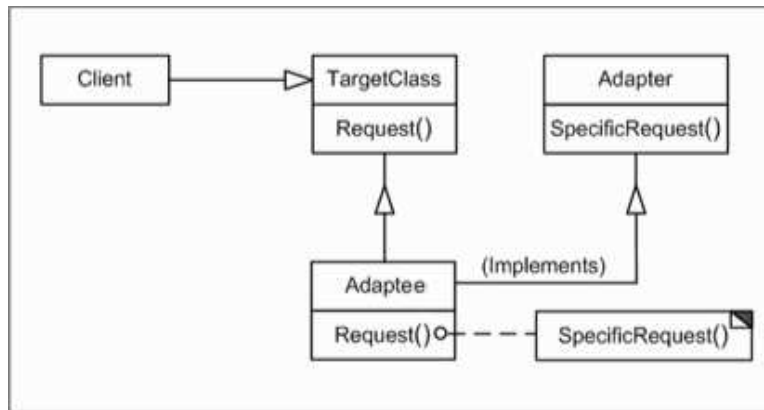 Client
TargetClass
Request()
Adapter
SpecificRequest()
(Implements)
Adaptee
Request()
SpecificRequest()